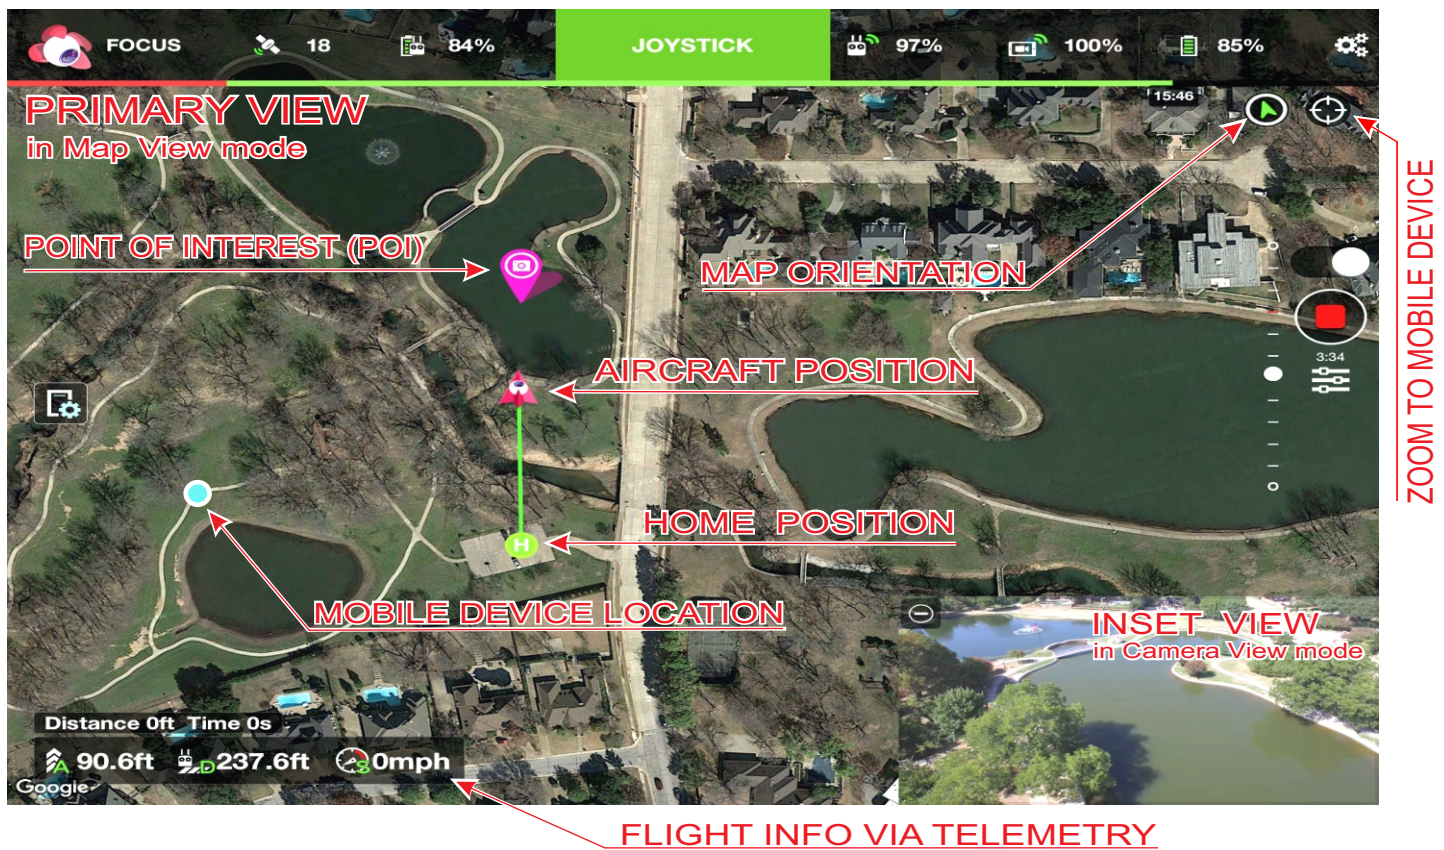 FOCUS 18 84% JOYSTICK 97% 100% 85%
PRIMARY VIEW
in Map View mode
15:46
POINT OF INTEREST (POI)
MAP ORIENTATION
ZOOM TO MOBILE DEVICE
3:34
AIRCRAFT POSITION
HOME POSITION
H
MOBILE DEVICE LOCATION
INSET VIEW
in Camera View mode
Distance 0ft Time 0s
A 90.6ft D 237.6ft S 0mph
Google
FLIGHT INFO VIA TELEMETRY